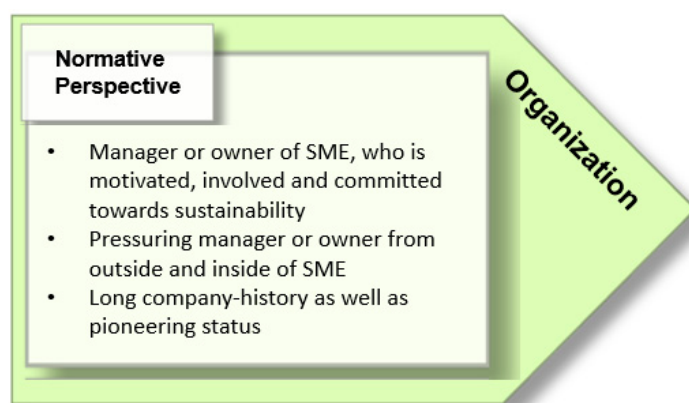 Normative
Perspective
• Manager or owner of SME, who is
motivated, involved and committed
towards sustainability
• Pressuring manager or owner from
outside and inside of SME
• Long company-history as well as
pioneering status
Organization